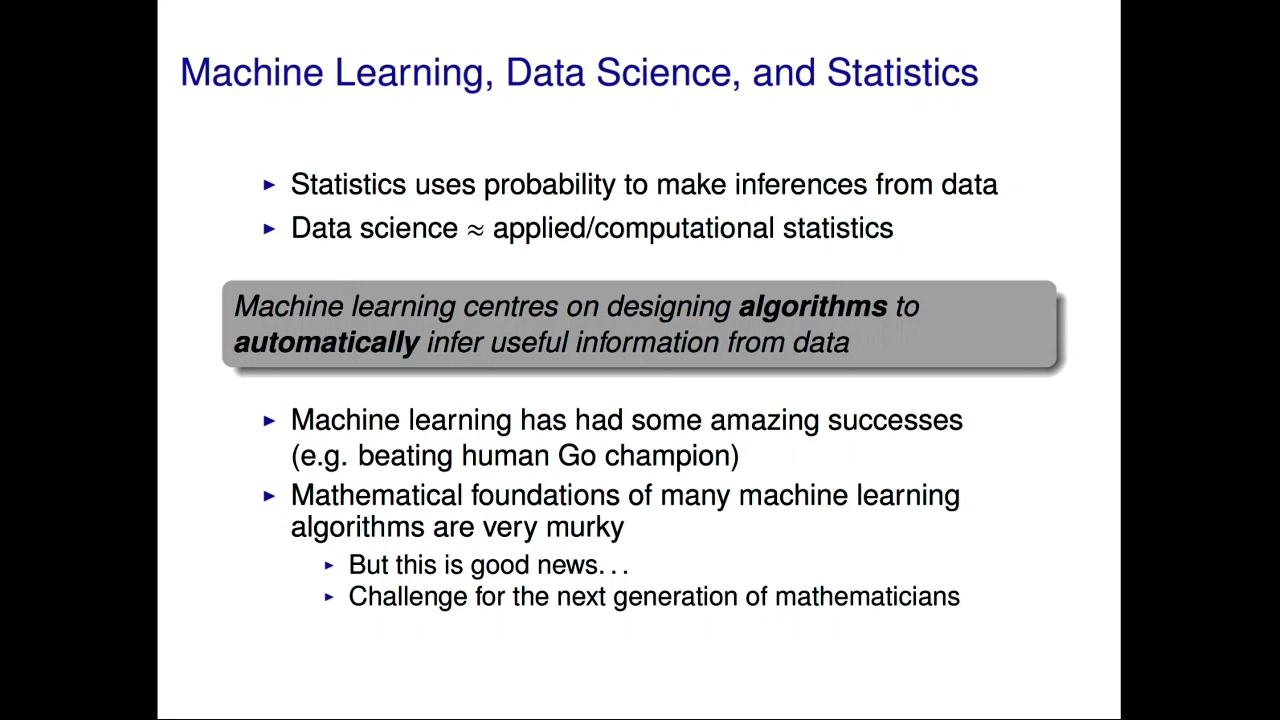 Machine Learning, Data Science, and Statistics
▸ Statistics uses probability to make inferences from data
▸ Data science ≈ applied/computational statistics
Machine learning centres on designing algorithms to
automatically infer useful information from data
▸ Machine learning has had some amazing successes
(e.g. beating human Go champion)
▸ Mathematical foundations of many machine learning
algorithms are very murky
▸ But this is good news...
▸ Challenge for the next generation of mathematicians